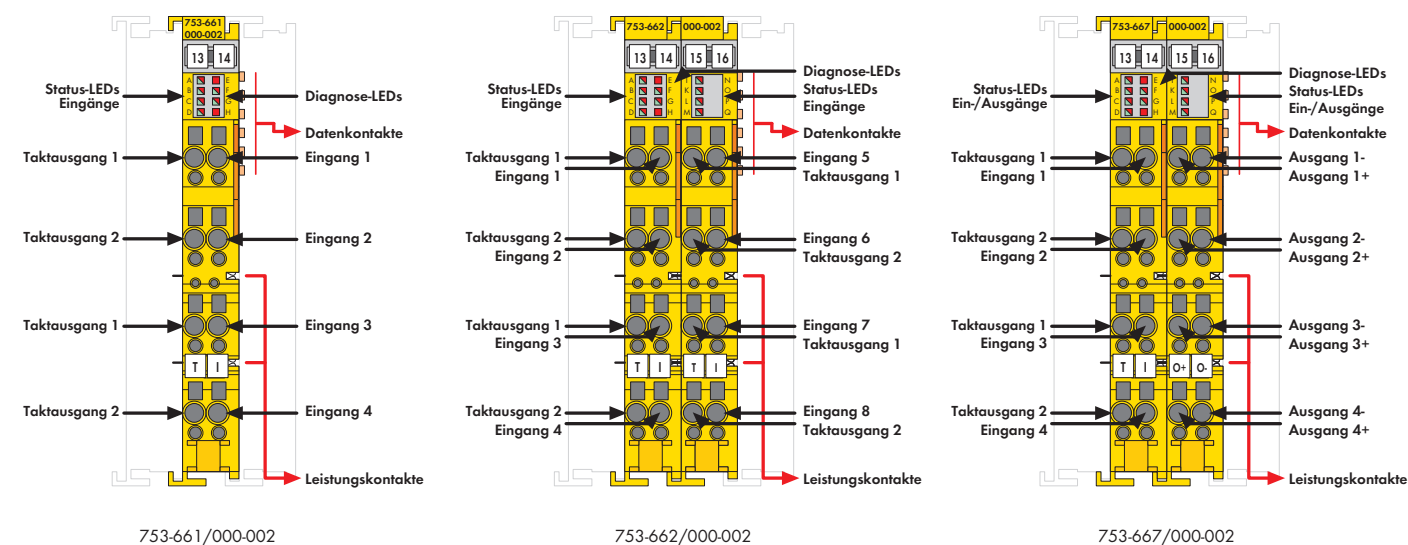 753-661
000-002
13 14
A E
B F
C G
D H
Status-LEDs
Eingänge
Diagnose-LEDs
Datenkontakte
Taktausgang 1
Eingang 1
Taktausgang 2
Eingang 2
Taktausgang 1
Eingang 3
T I
Taktausgang 2
Eingang 4
Leistungskontakte
753-661/000-002
753-662 000-002
13 14 15 16
A E N
B F K O
C G L P
D H M Q
Status-LEDs
Eingänge
Diagnose-LEDs
Status-LEDs
Eingänge
Datenkontakte
Taktausgang 1
Eingang 1
Eingang 5
Taktausgang 1
Taktausgang 2
Eingang 2
Eingang 6
Taktausgang 2
Taktausgang 1
Eingang 3
Eingang 7
Taktausgang 1
T I T I
Taktausgang 2
Eingang 4
Eingang 8
Taktausgang 2
Leistungskontakte
753-662/000-002
753-667 000-002
13 14 15 16
A E N
B F K O
C G L P
D H M Q
Status-LEDs
Ein-/Ausgänge
Diagnose-LEDs
Status-LEDs
Ein-/Ausgänge
Datenkontakte
Taktausgang 1
Eingang 1
Ausgang 1-
Ausgang 1+
Taktausgang 2
Eingang 2
Ausgang 2-
Ausgang 2+
Taktausgang 1
Eingang 3
Ausgang 3-
Ausgang 3+
T I O+ O-
Taktausgang 2
Eingang 4
Ausgang 4-
Ausgang 4+
Leistungskontakte
753-667/000-002